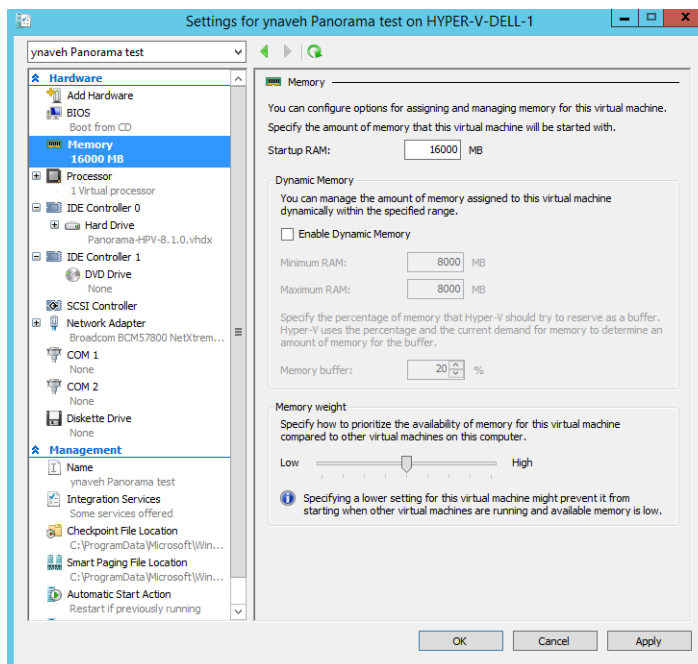 Settings for ynaveh Panorama test on HYPER-V-DELL-1
ynaveh Panorama test
Hardware
Add Hardware
BIOS
Boot from CD
Memory
16000 MB
Processor
1 Virtual processor
IDE Controller 0
Hard Drive
Panorama-HPV-8.1.0.vhdx
IDE Controller 1
DVD Drive
None
SCSI Controller
Network Adapter
Broadcom BCM57800 NetXtrem...
COM 1
None
COM 2
None
Diskette Drive
None
Management
Name
ynaveh Panorama test
Integration Services
Some services offered
Checkpoint File Location
C:\ProgramData\Microsoft\Win...
Smart Paging File Location
C:\ProgramData\Microsoft\Win...
Automatic Start Action
Restart if previously running
Memory
You can configure options for assigning and managing memory for this virtual machine.
Specify the amount of memory that this virtual machine will be started with.
Startup RAM: 16000 MB
Dynamic Memory
You can manage the amount of memory assigned to this virtual machine
dynamically within the specified range.
Enable Dynamic Memory
Minimum RAM: 8000 MB
Maximum RAM: 8000 MB
Specify the percentage of memory that Hyper-V should try to reserve as a buffer.
Hyper-V uses the percentage and the current demand for memory to determine an
amount of memory for the buffer.
Memory buffer: 20 %
Memory weight
Specify how to prioritize the availability of memory for this virtual machine
compared to other virtual machines on this computer.
Low High
Specifying a lower setting for this virtual machine might prevent it from
starting when other virtual machines are running and available memory is low.
OK Cancel Apply